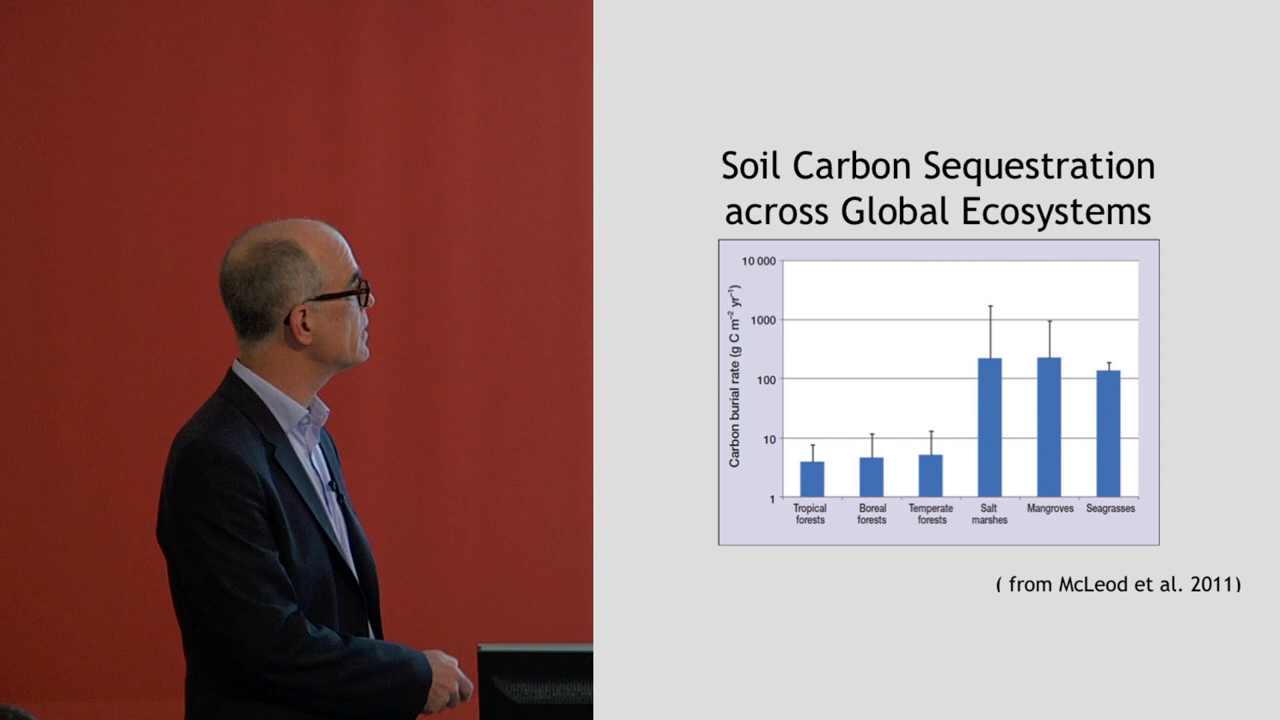 Soil Carbon Sequestration
across Global Ecosystems
Carbon burial rate (g C m⁻² yr⁻¹)
10 000
1000
100
10
1
Tropical
forests
Boreal
forests
Temperate
forests
Salt
marshes
Mangroves
Seagrasses
( from McLeod et al. 2011)